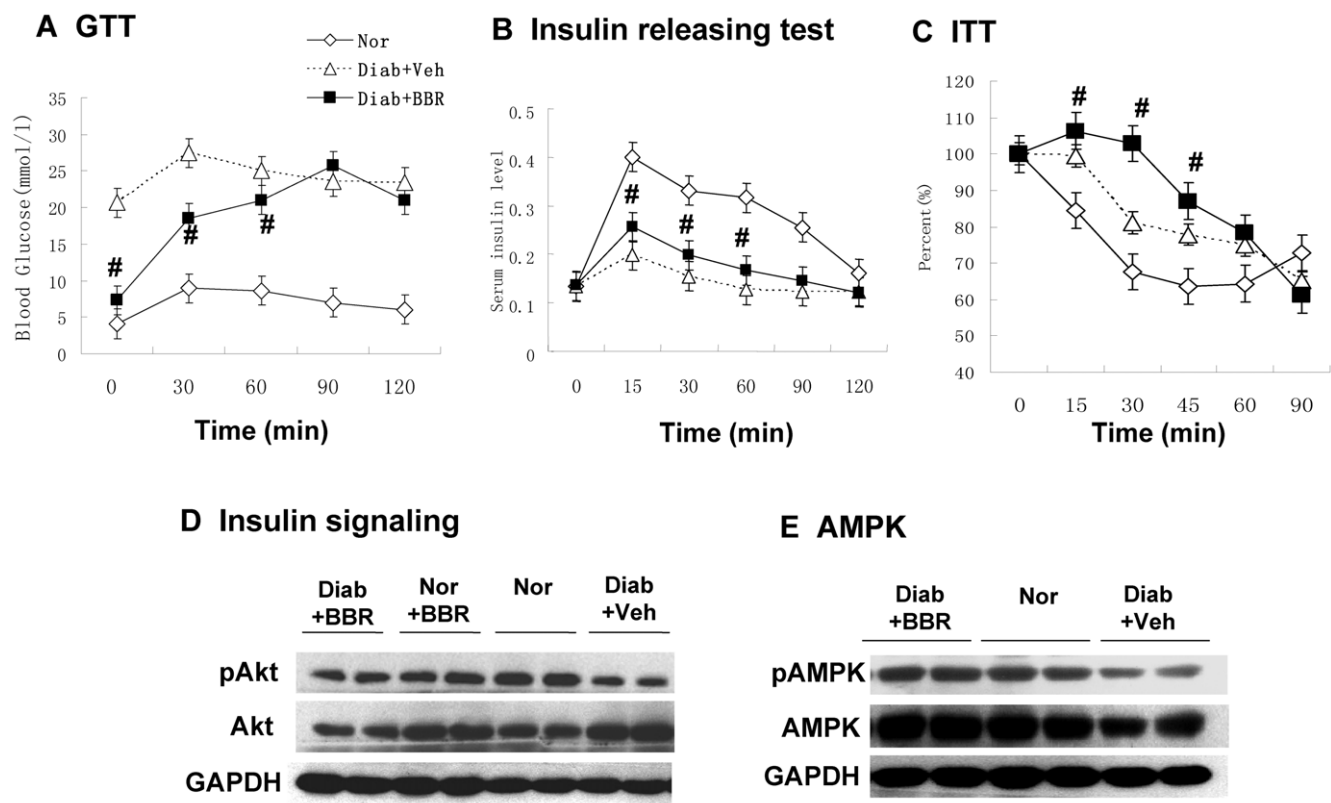 A GTT
Nor
Diab+Veh
Diab+BBR
Blood Glucose(mmol/l)
35
30
25
20
15
10
5
0
#
#
#
0 30 60 90 120
Time (min)
B Insulin releasing test
Serum insulin level
0.5
0.4
0.3
0.2
0.1
0
#
#
#
0 15 30 60 90 120
Time (min)
C ITT
Percent(%)
120
110
100
90
80
70
60
50
40
#
#
#
0 15 30 45 60 90
Time (min)
D Insulin signaling
Diab
+BBR
Nor
+BBR
Nor
Diab
+Veh
pAkt
Akt
GAPDH
E AMPK
Diab
+BBR
Nor
Diab
+Veh
pAMPK
AMPK
GAPDH